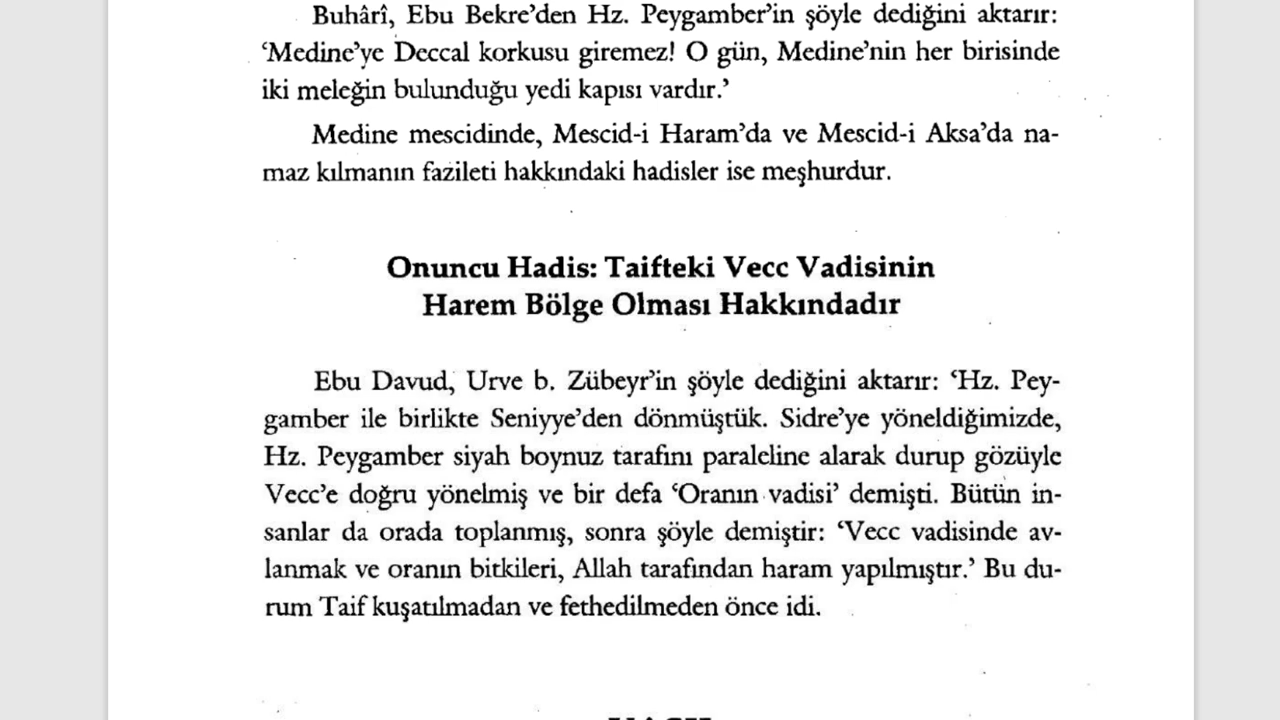 Buhârî, Ebu Bekre’den Hz. Peygamber’in şöyle dediğini aktarır:
‘Medine’ye Deccal korkusu giremez! O gün, Medine’nin her birisinde
iki meleğin bulunduğu yedi kapısı vardır.’
Medine mescidinde, Mescid-i Haram’da ve Mescid-i Aksa’da na-
maz kılmanın fazileti hakkındaki hadisler ise meşhurdur.
Onuncu Hadis: Taifteki Vecc Vadisinin
Harem Bölge Olması Hakkındadır
Ebu Davud, Urve b. Zübeyr’in şöyle dediğini aktarır: ‘Hz. Pey-
gamber ile birlikte Seniyye’den dönmüştük. Sidre’ye yöneldiğimizde,
Hz. Peygamber siyah boynuz tarafını paraleline alarak durup gözüyle
Vecc’e doğru yönelmiş ve bir defa ‘Oranın vadisi’ demişti. Bütün in-
sanlar da orada toplanmış, sonra şöyle demiştir: ‘Vecc vadisinde av-
lanmak ve oranın bitkileri, Allah tarafından haram yapılmıştır.’ Bu du-
rum Taif kuşatılmadan ve fethedilmeden önce idi.